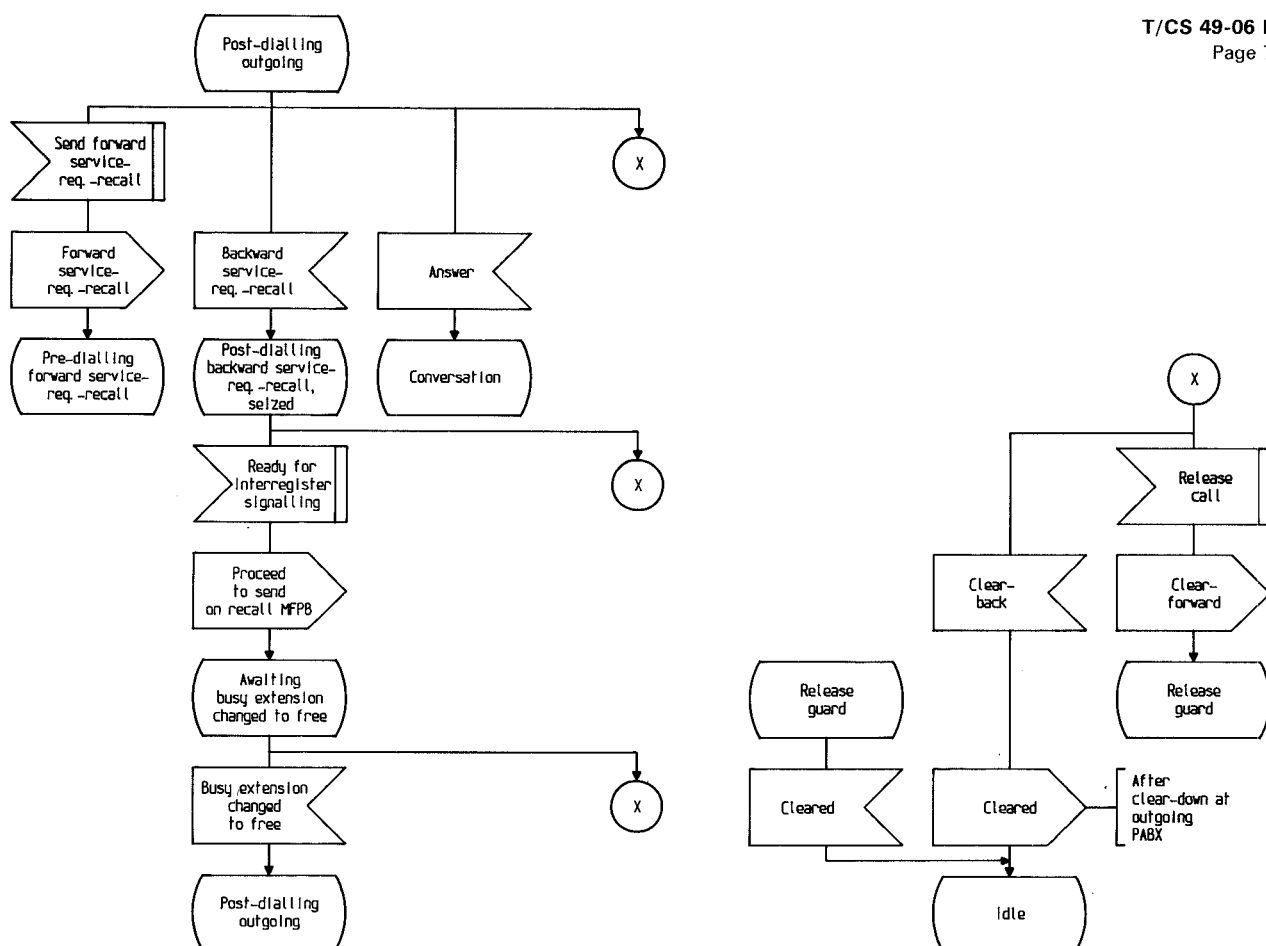 T/CS 49-06
Page
Post-dialling
outgoing
X
Send forward
service-
req. -recall
Forward
service-
req. -recall
Backward
service-
req. -recall
Answer
Pre-dialling
forward service-
req. -recall
Post-dialling
backward service-
req. -recall,
seized
Conversation
X
Ready for
interregister
signalling
Proceed
to send
on recall MFPB
Awaiting
busy extension
changed to free
X
Busy extension
changed
to free
Post-dialling
outgoing
X
Release
call
Clear-
back
Clear-
forward
Release
guard
Release
guard
Cleared
Cleared
After
clear-down at
outgoing
PABX
idle